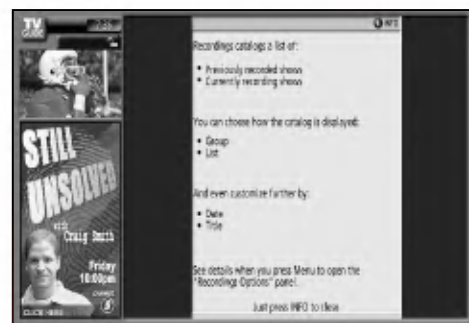 TV
GUIDE
INFO
Recordings catalogs a list of:
• Previously recorded shows
• Currently recording shows
You can choose how the catalog is displayed:
• Group
• List
And even customize further by:
• Date
• Title
See details when you press Menu to open the
"Recordings Options" panel.
Just press INFO to close
STILL
UNSOLVED
with
Craig Smith
Friday
10:00pm
CLICK HERE